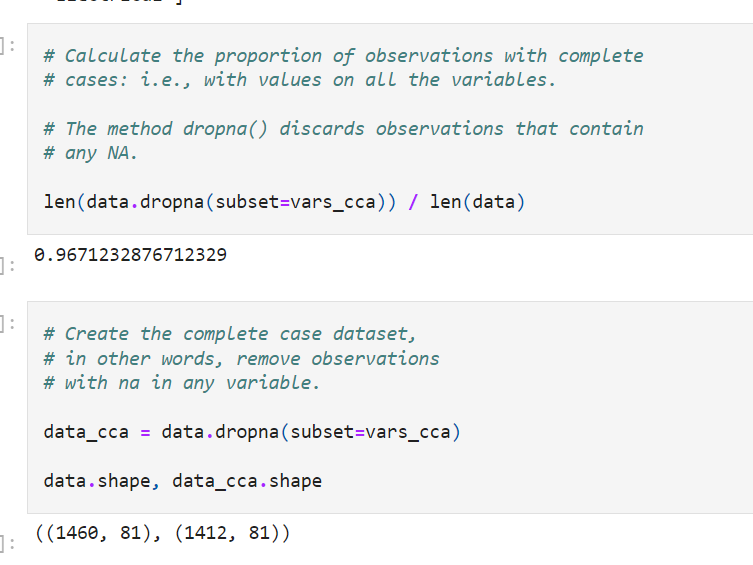 ]:
# Calculate the proportion of observations with complete
# cases: i.e., with values on all the variables.
# The method dropna() discards observations that contain
# any NA.
len(data.dropna(subset=vars_cca)) / len(data)
]:
0.9671232876712329
]:
# Create the complete case dataset,
# in other words, remove observations
# with na in any variable.
data_cca = data.dropna(subset=vars_cca)
data.shape, data_cca.shape
]:
((1460, 81), (1412, 81))